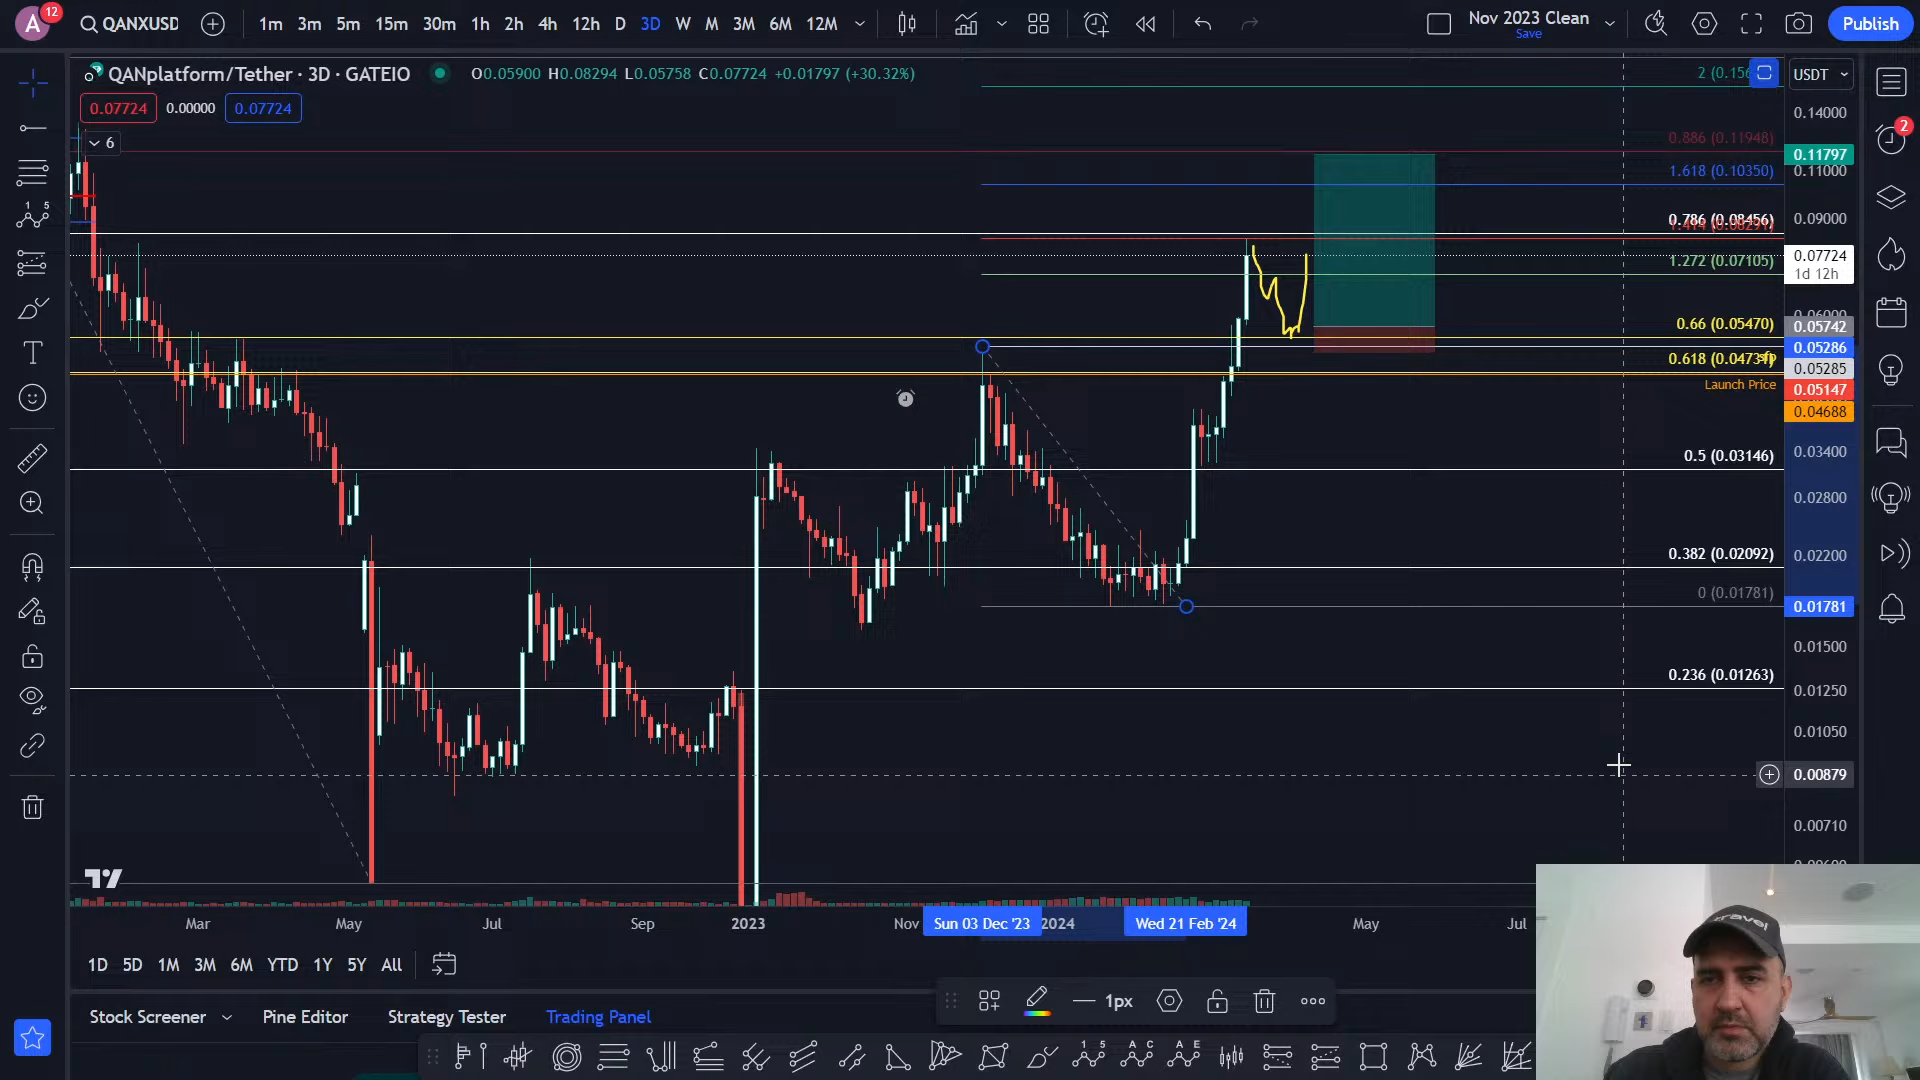 A
12
QANXUSD
1m 3m 5m 15m 30m 1h 2h 4h 12h D 3D W M 3M 6M 12M
Nov 2023 Clean
Save
Publish
QANplatform/Tether · 3D · GATEIO
O0.05900 H0.08294 L0.05758 C0.07724 +0.01797 (+30.32%)
USDT
0.07724 0.00000 0.07724
6
0.14000
2
0.886 (0.11948)
0.11797
1.618 (0.10350)
0.11000
0.786 (0.08456)
0.09000
1.272 (0.07105)
0.07724
1d 12h
0.66 (0.05470)
0.05742
0.05286
0.05285
Launch Price
0.05147
0.04688
0.5 (0.03146)
0.03400
0.02800
0.382 (0.02092)
0.02200
0 (0.01781)
0.01781
0.01500
0.236 (0.01263)
0.01250
0.01050
0.00879
0.00710
Mar May Jul Sep 2023 Nov Sun 03 Dec '23 2024 Wed 21 Feb '24 May Jul
1D 5D 1M 3M 6M YTD 1Y 5Y All
1px
Stock Screener Pine Editor Strategy Tester Trading Panel